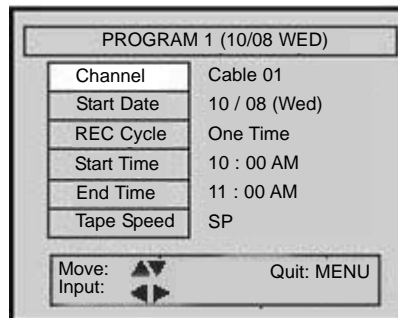 PROGRAM 1 (10/08 WED)
Channel Cable 01
Start Date 10 / 08 (Wed)
REC Cycle One Time
Start Time 10 : 00 AM
End Time 11 : 00 AM
Tape Speed SP
Move: ▲▼ Quit: MENU
Input: ◀▶